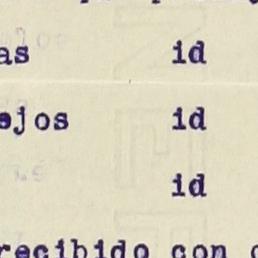 as id
ejos id
id
recibido con